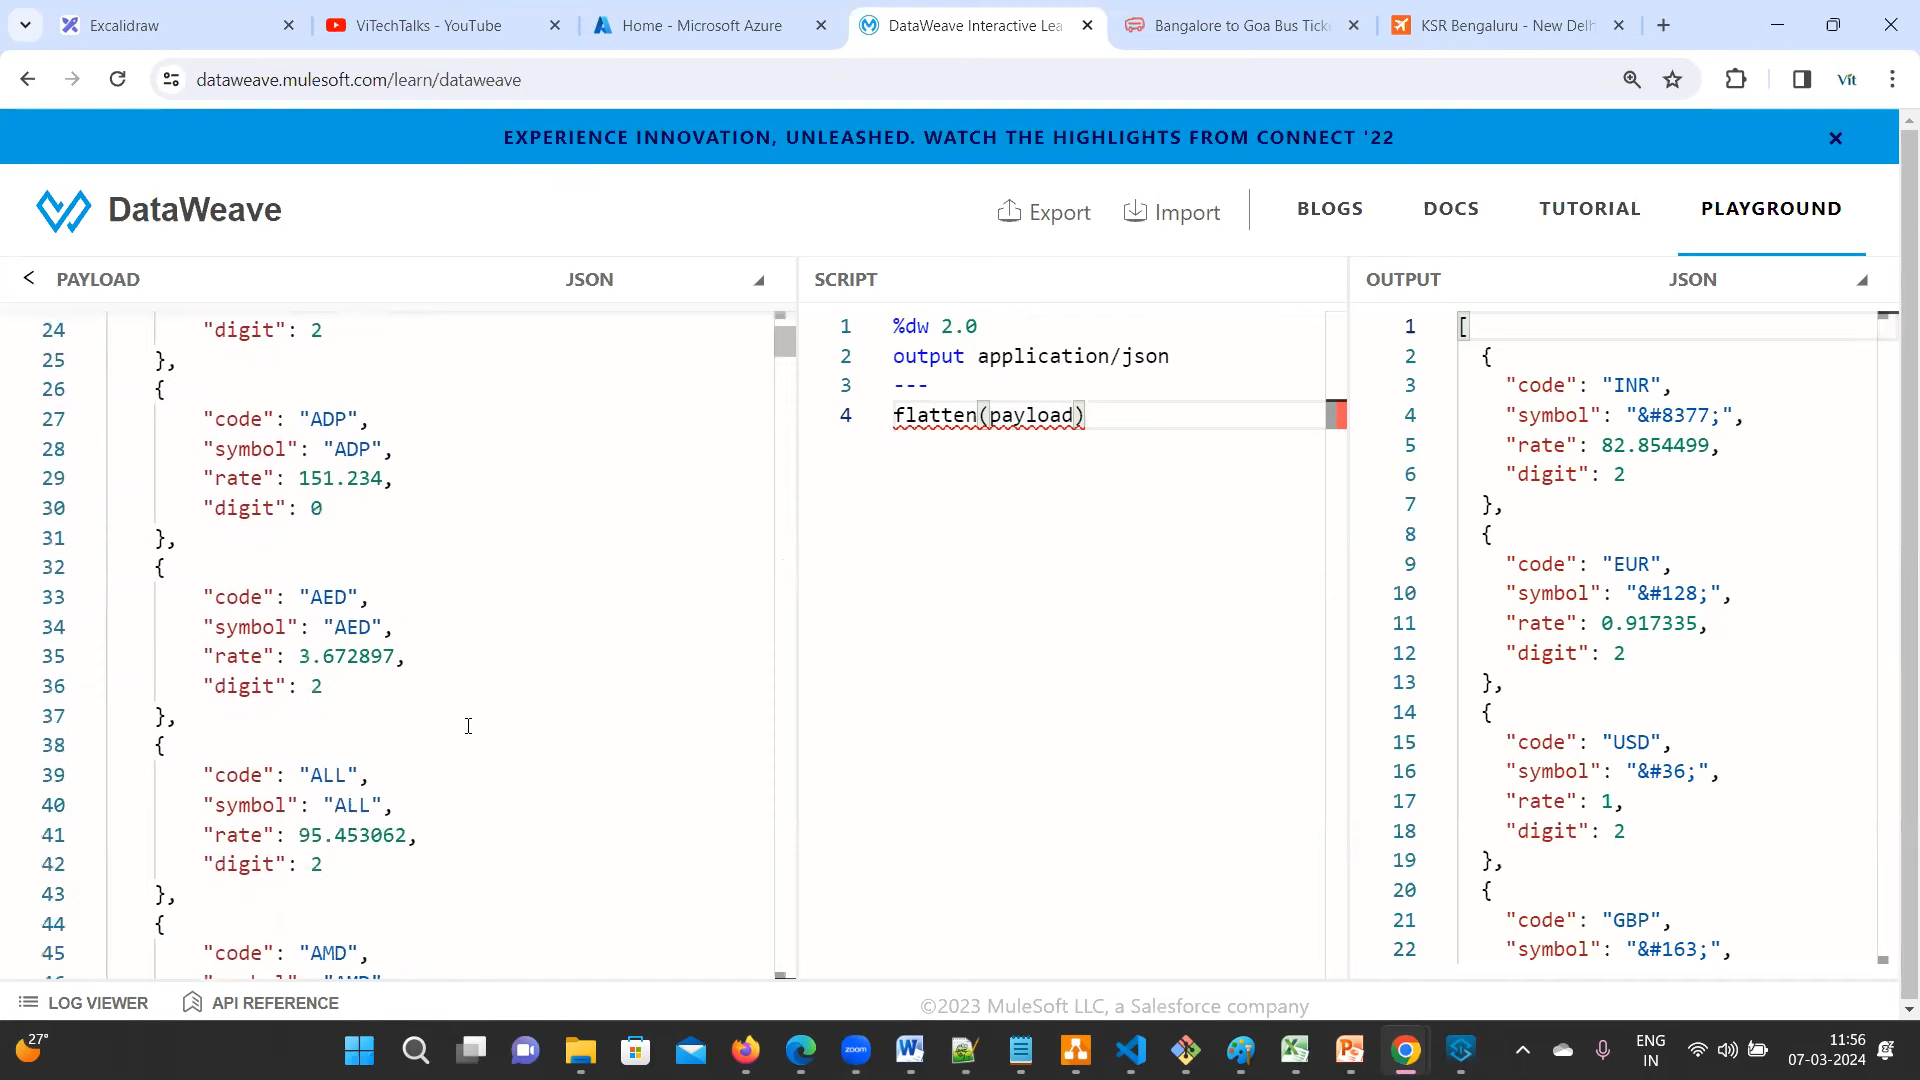 Excalidraw
ViTechTalks - YouTube
Home - Microsoft Azure
DataWeave Interactive Lea
Bangalore to Goa Bus Tick
KSR Bengaluru - New Delh
dataweave.mulesoft.com/learn/dataweave
Vit
EXPERIENCE INNOVATION, UNLEASHED. WATCH THE HIGHLIGHTS FROM CONNECT '22
DataWeave
Export
Import
BLOGS
DOCS
TUTORIAL
PLAYGROUND
PAYLOAD
JSON
24 "digit": 2
25 },
26 {
27 "code": "ADP",
28 "symbol": "ADP",
29 "rate": 151.234,
30 "digit": 0
31 },
32 {
33 "code": "AED",
34 "symbol": "AED",
35 "rate": 3.672897,
36 "digit": 2
37 },
38 {
39 "code": "ALL",
40 "symbol": "ALL",
41 "rate": 95.453062,
42 "digit": 2
43 },
44 {
45 "code": "AMD",
SCRIPT
1 %dw 2.0
2 output application/json
3 ---
4 flatten(payload)
OUTPUT
JSON
1 [
2 {
3 "code": "INR",
4 "symbol": "&#8377;",
5 "rate": 82.854499,
6 "digit": 2
7 },
8 {
9 "code": "EUR",
10 "symbol": "&#128;",
11 "rate": 0.917335,
12 "digit": 2
13 },
14 {
15 "code": "USD",
16 "symbol": "&#36;",
17 "rate": 1,
18 "digit": 2
19 },
20 {
21 "code": "GBP",
22 "symbol": "&#163;",
LOG VIEWER
API REFERENCE
©2023 MuleSoft LLC, a Salesforce company
27°
zoom
ENG
IN
11:56
07-03-2024